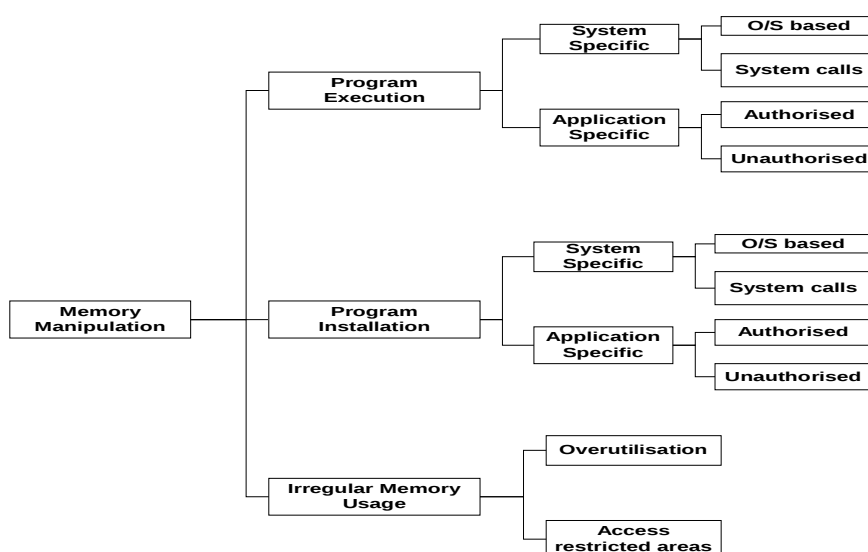 Memory
Manipulation
Program
Execution
System
Specific
O/S based
System calls
Application
Specific
Authorised
Unauthorised
Program
Installation
System
Specific
O/S based
System calls
Application
Specific
Authorised
Unauthorised
Irregular Memory
Usage
Overutilisation
Access
restricted areas